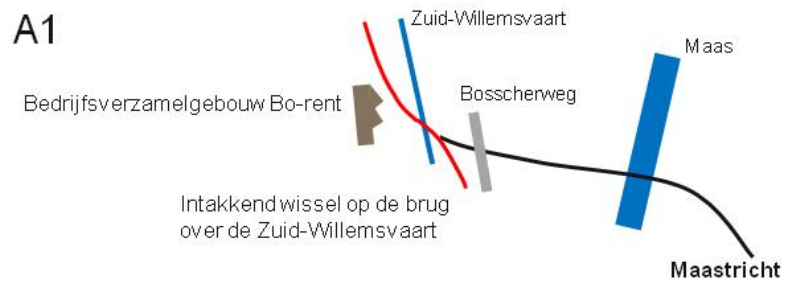 A1
Zuid-Willemsvaart
Maas
Bedrijfsverzamelgebouw Bo-rent
Bosscherweg
Intakkend wissel op de brug
over de Zuid-Willemsvaart
Maastricht